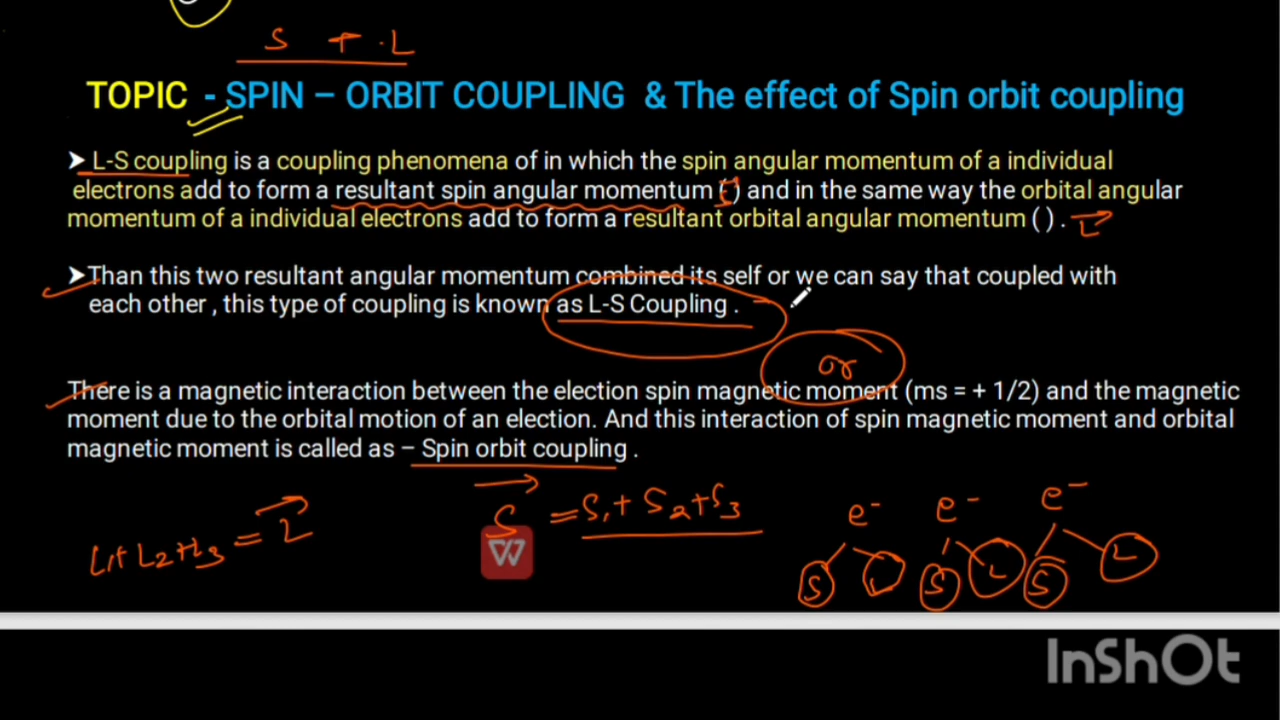 S + L
TOPIC - SPIN – ORBIT COUPLING & The effect of Spin orbit coupling
➤ L-S coupling is a coupling phenomena of in which the spin angular momentum of a individual
electrons add to form a resultant spin angular momentum (S) and in the same way the orbital angular
momentum of a individual electrons add to form a resultant orbital angular momentum ( ) . L
➤Than this two resultant angular momentum combined its self or we can say that coupled with
each other , this type of coupling is known as L-S Coupling .
or
There is a magnetic interaction between the election spin magnetic moment (ms = + 1/2) and the magnetic
moment due to the orbital motion of an election. And this interaction of spin magnetic moment and orbital
magnetic moment is called as – Spin orbit coupling .
L1+L2+L3 = L
S = S1+S2+S3
e- e- e-
S L S L S L
W
InShOt